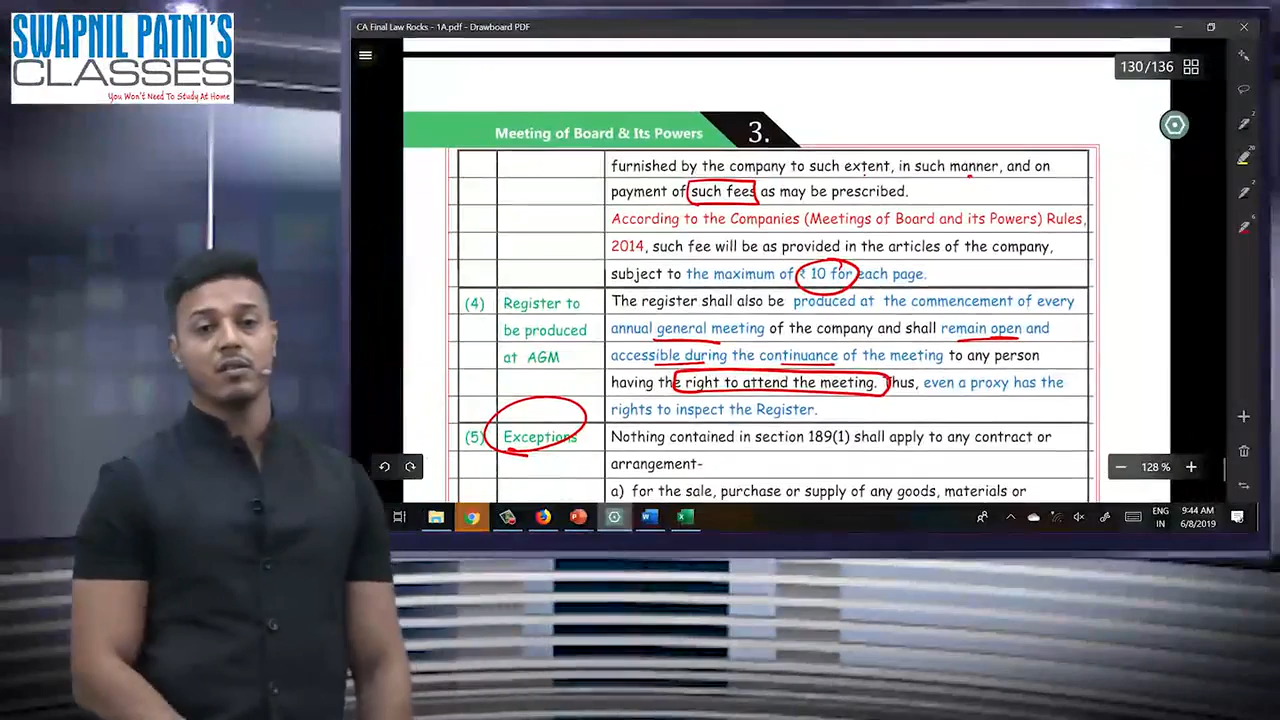 SWAPNIL PATNI'S
CLASSES
You Won't Need To Study At Home
CA Final Law Rocks - 1A.pdf - Drawboard PDF
130/136
Meeting of Board & Its Powers
3.
furnished by the company to such extent, in such manner, and on
payment of such fees as may be prescribed.
According to the Companies (Meetings of Board and its Powers) Rules,
2014, such fee will be as provided in the articles of the company,
subject to the maximum of ₹ 10 for each page.
(4) Register to be produced at AGM
The register shall also be produced at the commencement of every
annual general meeting of the company and shall remain open and
accessible during the continuance of the meeting to any person
having the right to attend the meeting. Thus, even a proxy has the
rights to inspect the Register.
(5) Exceptions
Nothing contained in section 189(1) shall apply to any contract or
arrangement-
a) for the sale, purchase or supply of any goods, materials or
128 %
ENG
IN
9:44 AM
6/8/2019